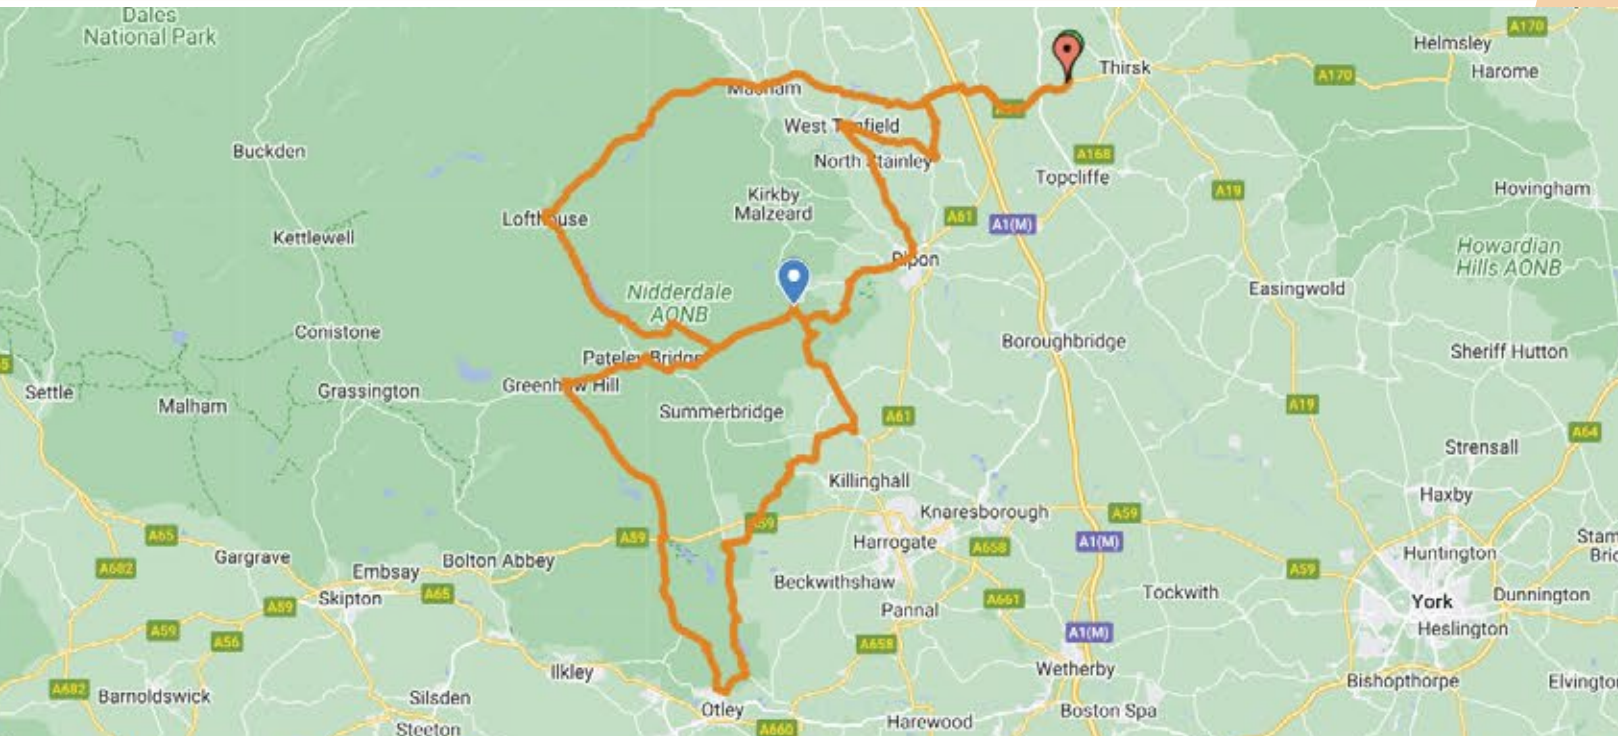 Dales
National Park
A170
Helmsley
Harome
Thirsk
A170
Masham
West Tanfield
Buckden
North Stainley
A168
Topcliffe
A19
Hovingham
Kirkby
Malzeard
Lofthouse
A61
A1(M)
Kettlewell
Ripon
Howardian
Hills AONB
Nidderdale
AONB
Easingwold
Conistone
Boroughbridge
Sheriff Hutton
Pateley Bridge
Settle
Greenhow Hill
Grassington
Malham
Summerbridge
A61
A19
A64
Strensall
Killinghall
Haxby
Knaresborough
A59
A59
A65
A59
Harrogate
A658
A1(M)
Huntington
Gargrave
Bolton Abbey
A682
Embsay
A59
Beckwithshaw
Tockwith
Dunnington
Skipton
A65
A59
Pannal
A661
York
A59
A56
A658
A1(M)
Heslington
Ilkley
Wetherby
A682
Barnoldswick
Silsden
Bishopthorpe
Otley
Boston Spa
Steeton
A660
Harewood